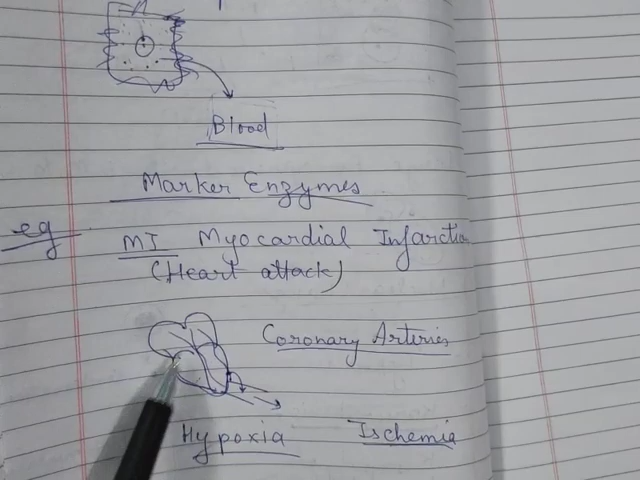 Blood
Marker Enzymes
eg MI Myocardial Infarction
(Heart attack)
Coronary Arteries
Hypoxia Ischemia